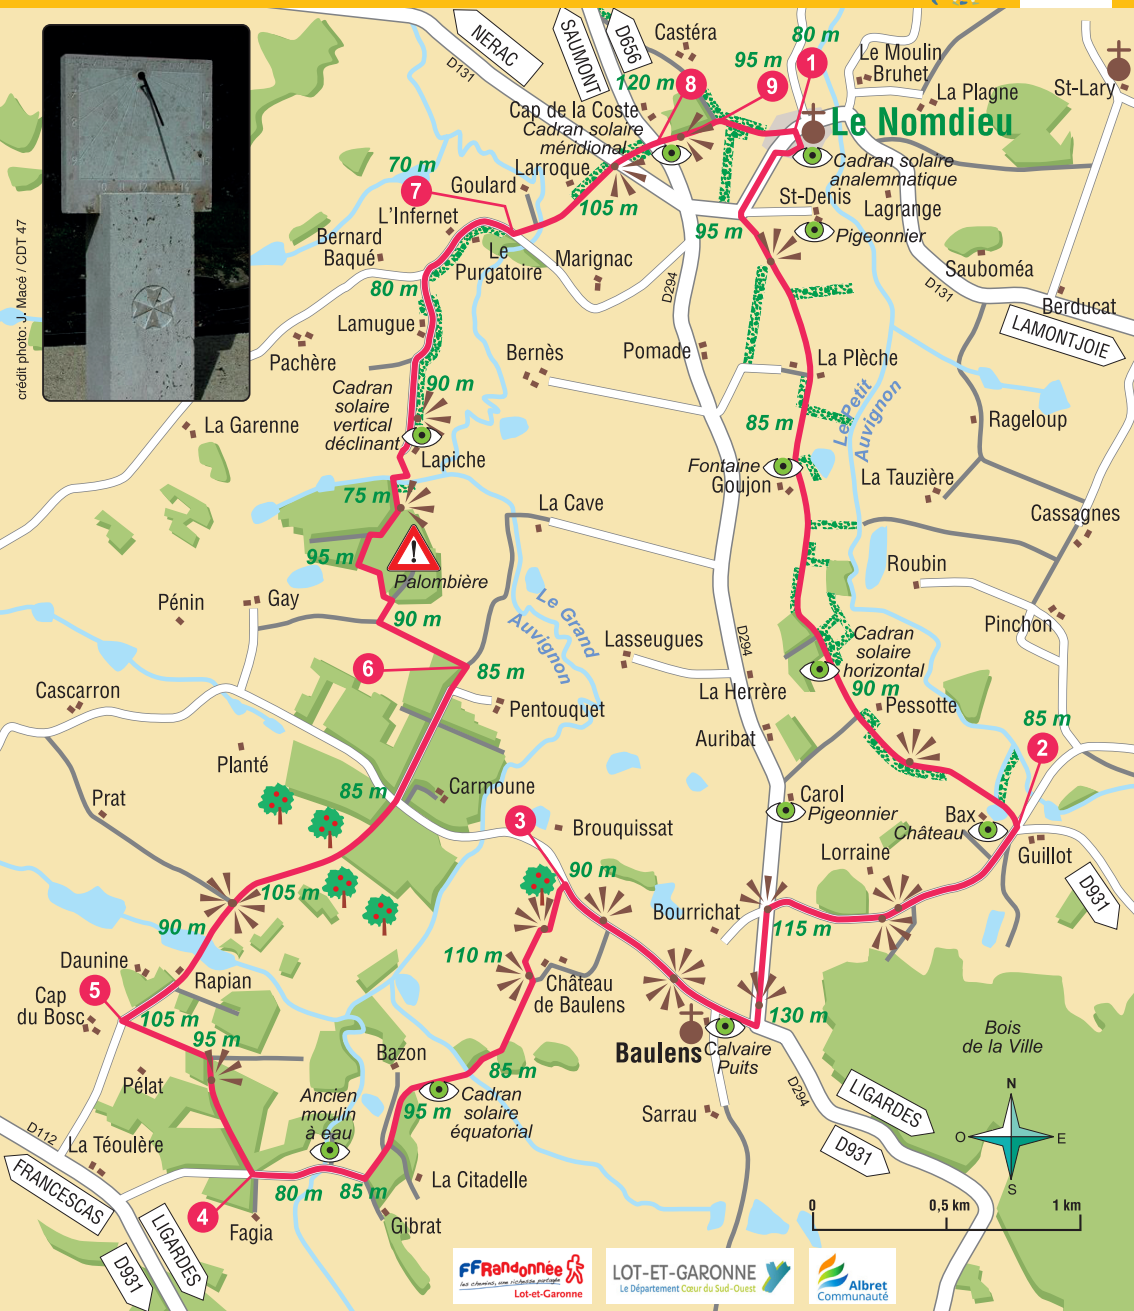 crédit photo: J. Macé / CDT 47
NERAC
D131
SAUMONT
D656
Castéra
120 m
8
95 m
9
80 m
1
Le Moulin
Bruhet
La Plagne
St-Lary
Le Nomdieu
Cap de la Coste
Cadran solaire
méridional
Larroque
105 m
Cadran solaire
analemmatique
St-Denis
Lagrange
Pigeonnier
95 m
Sauboméa
D131
Berducat
LAMONTJOIE
70 m
7
Goulard
L'Infernet
Bernard
Baqué
Le
Purgatoire
Marignac
D294
80 m
Lamugue
Pachère
Bernès
Pomade
La Plèche
90 m
Cadran
solaire
vertical
déclinant
Lapiche
La Garenne
85 m
Le Petit
Auvignon
Rageloup
Fontaine
Goujon
La Tauzière
75 m
La Cave
Cassagnes
95 m
Palombière
Roubin
Pénin
Gay
90 m
Le Grand
Auvignon
Lasseugues
D294
Pinchon
Cadran
solaire
horizontal
90 m
6
85 m
La Herrère
Pessotte
Cascarron
Pentouquet
Auribat
85 m
2
Planté
85 m
Carmoune
Prat
3
Brouquissat
Carol
Pigeonnier
Bax
Château
Lorraine
Guillot
D931
105 m
90 m
90 m
Bourrichat
115 m
110 m
Daunine
Rapian
5
Cap
du Bosc
105 m
Château
de Baulens
130 m
95 m
Baulens
Calvaire
Puits
Bois
de la Ville
Bazon
85 m
Pélat
Ancien
moulin
à eau
95 m
Cadran
solaire
équatorial
Sarrau
D294
LIGARDES
D931
N
O
E
S
D112
La Téoulère
FRANCESCAS
LIGARDES
D931
80 m
85 m
La Citadelle
4
Fagia
Gibrat
0
0,5 km
1 km
FFRandonnée
les chemins, une richesse partagée
Lot-et-Garonne
LOT-ET-GARONNE
Le Département Cœur du Sud-Ouest
Albret
Communauté